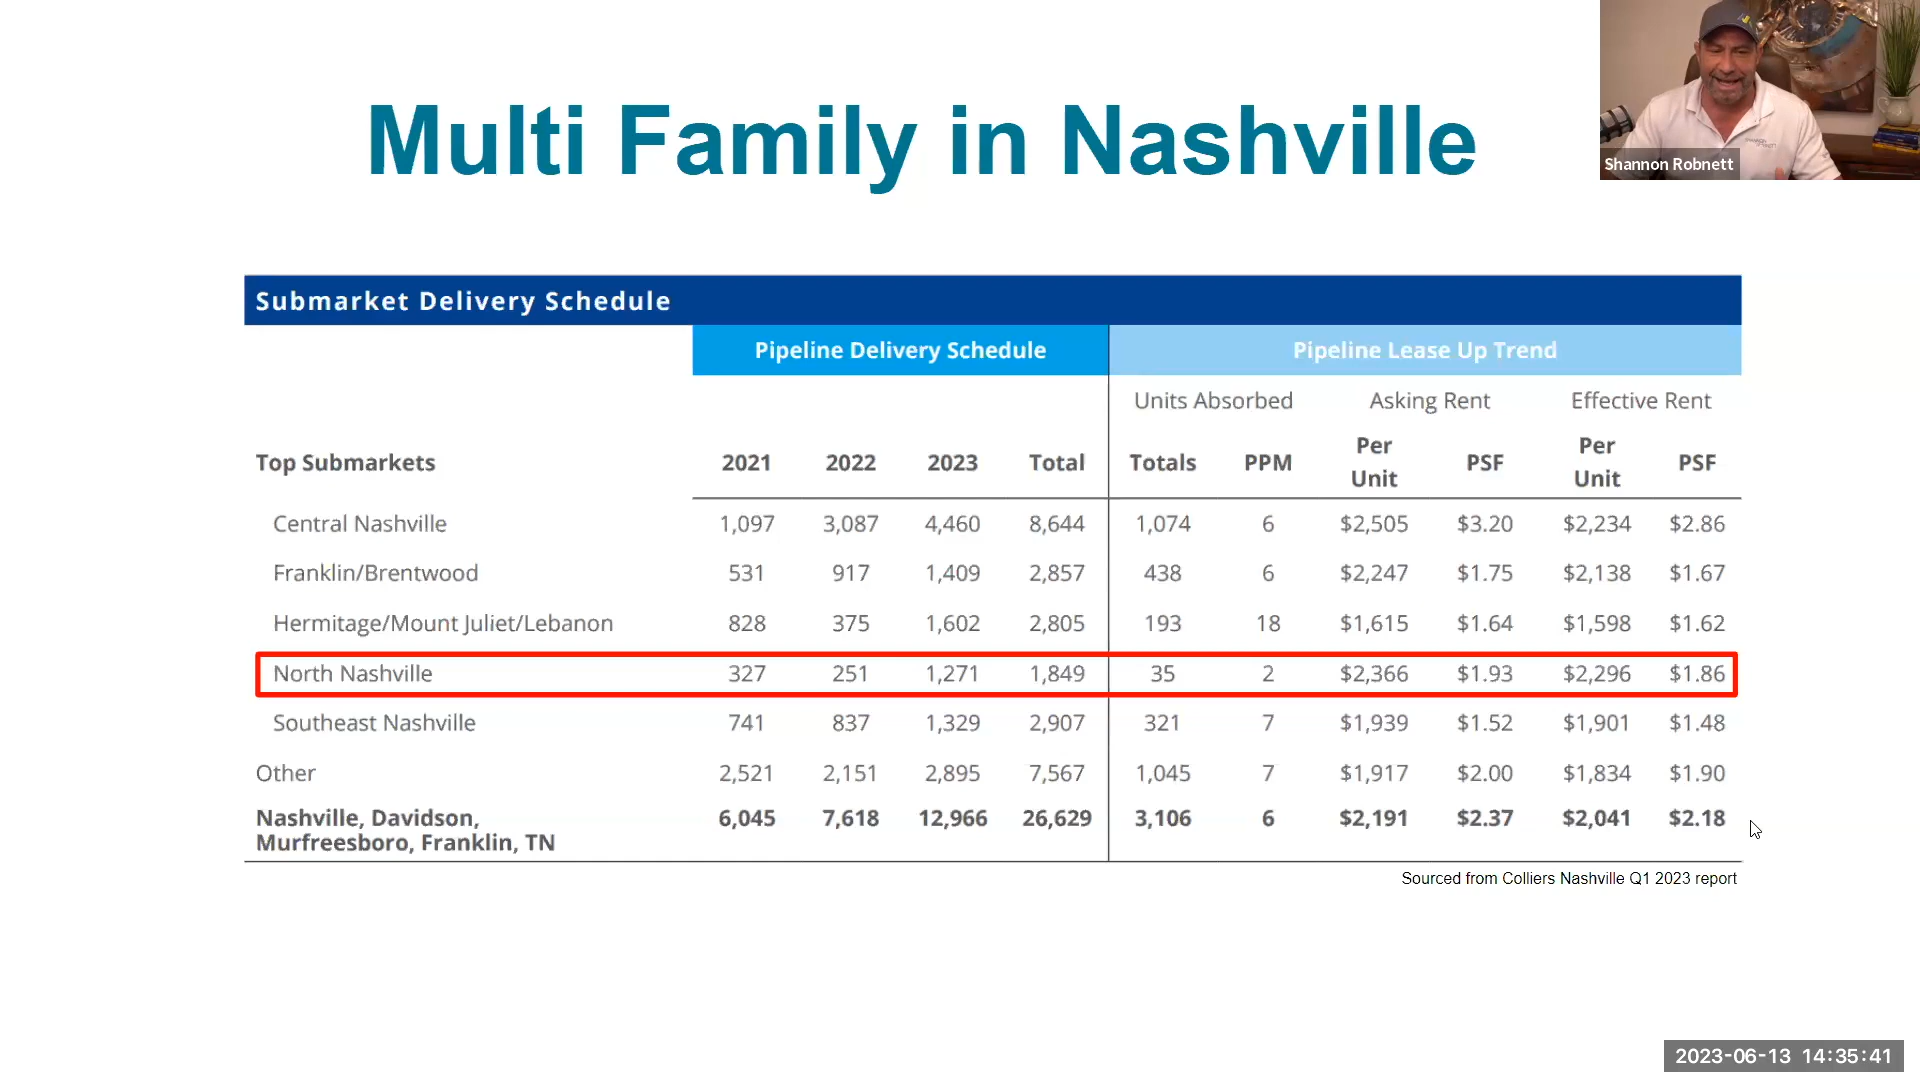 Multi Family in Nashville
Shannon Robnett
Submarket Delivery Schedule
Pipeline Delivery Schedule Pipeline Lease Up Trend
Units Absorbed Asking Rent Effective Rent
Top Submarkets 2021 2022 2023 Total Totals PPM Per Unit PSF Per Unit PSF
Central Nashville 1,097 3,087 4,460 8,644 1,074 6 $2,505 $3.20 $2,234 $2.86
Franklin/Brentwood 531 917 1,409 2,857 438 6 $2,247 $1.75 $2,138 $1.67
Hermitage/Mount Juliet/Lebanon 828 375 1,602 2,805 193 18 $1,615 $1.64 $1,598 $1.62
North Nashville 327 251 1,271 1,849 35 2 $2,366 $1.93 $2,296 $1.86
Southeast Nashville 741 837 1,329 2,907 321 7 $1,939 $1.52 $1,901 $1.48
Other 2,521 2,151 2,895 7,567 1,045 7 $1,917 $2.00 $1,834 $1.90
Nashville, Davidson, 6,045 7,618 12,966 26,629 3,106 6 $2,191 $2.37 $2,041 $2.18
Murfreesboro, Franklin, TN
Sourced from Colliers Nashville Q1 2023 report
2023-06-13 14:35:41